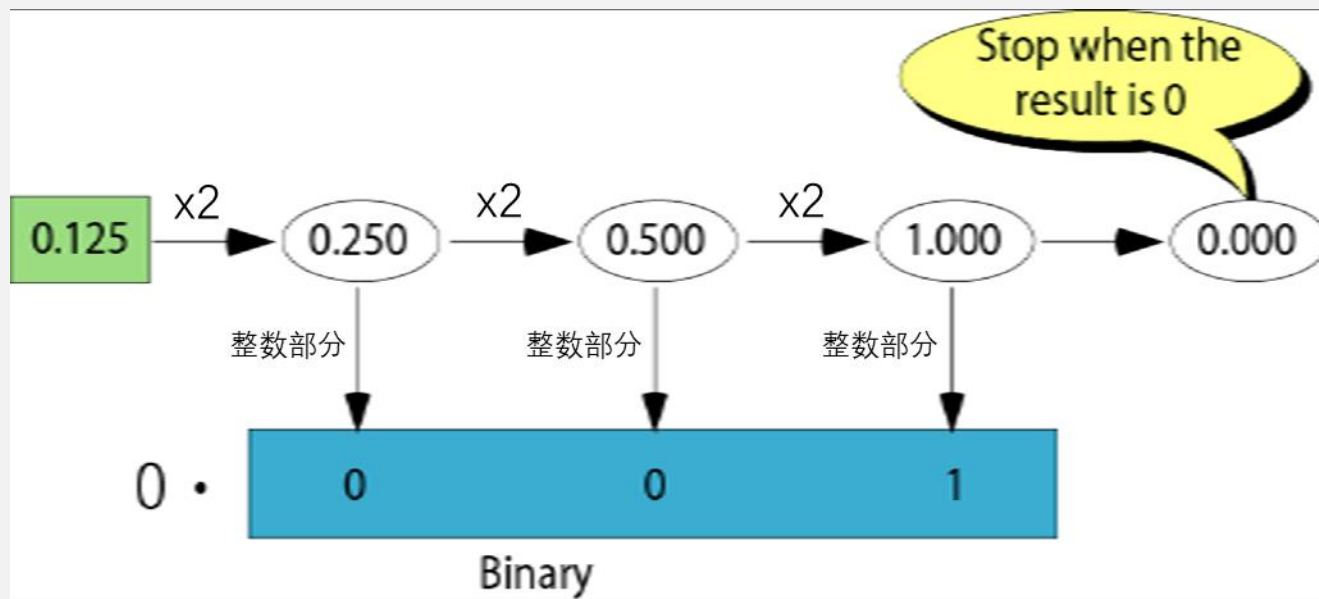 Stop when the
result is 0
x2
x2
x2
0.125
0.250
0.500
1.000
0.000
整数部分
整数部分
整数部分
0 •
0
0
1
Binary